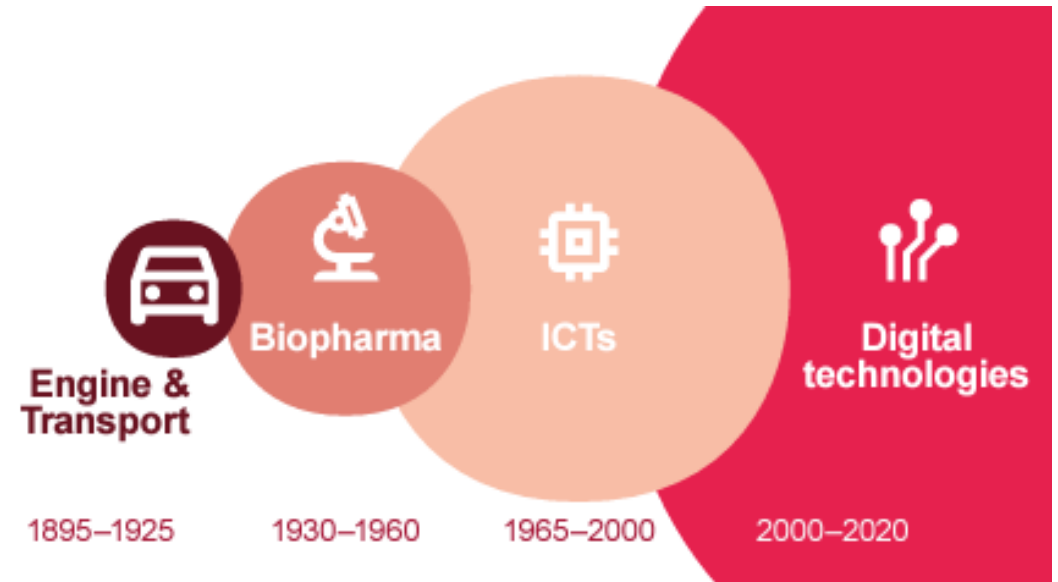 Engine &
Transport
Biopharma
ICTs
Digital
technologies
1895–1925
1930–1960
1965–2000
2000–2020